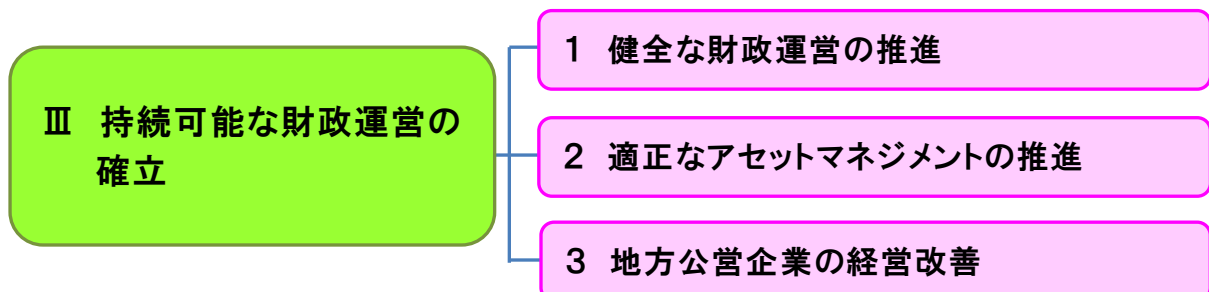 Ⅲ 持続可能な財政運営の
確立
１ 健全な財政運営の推進
２ 適正なアセットマネジメントの推進
３ 地方公営企業の経営改善